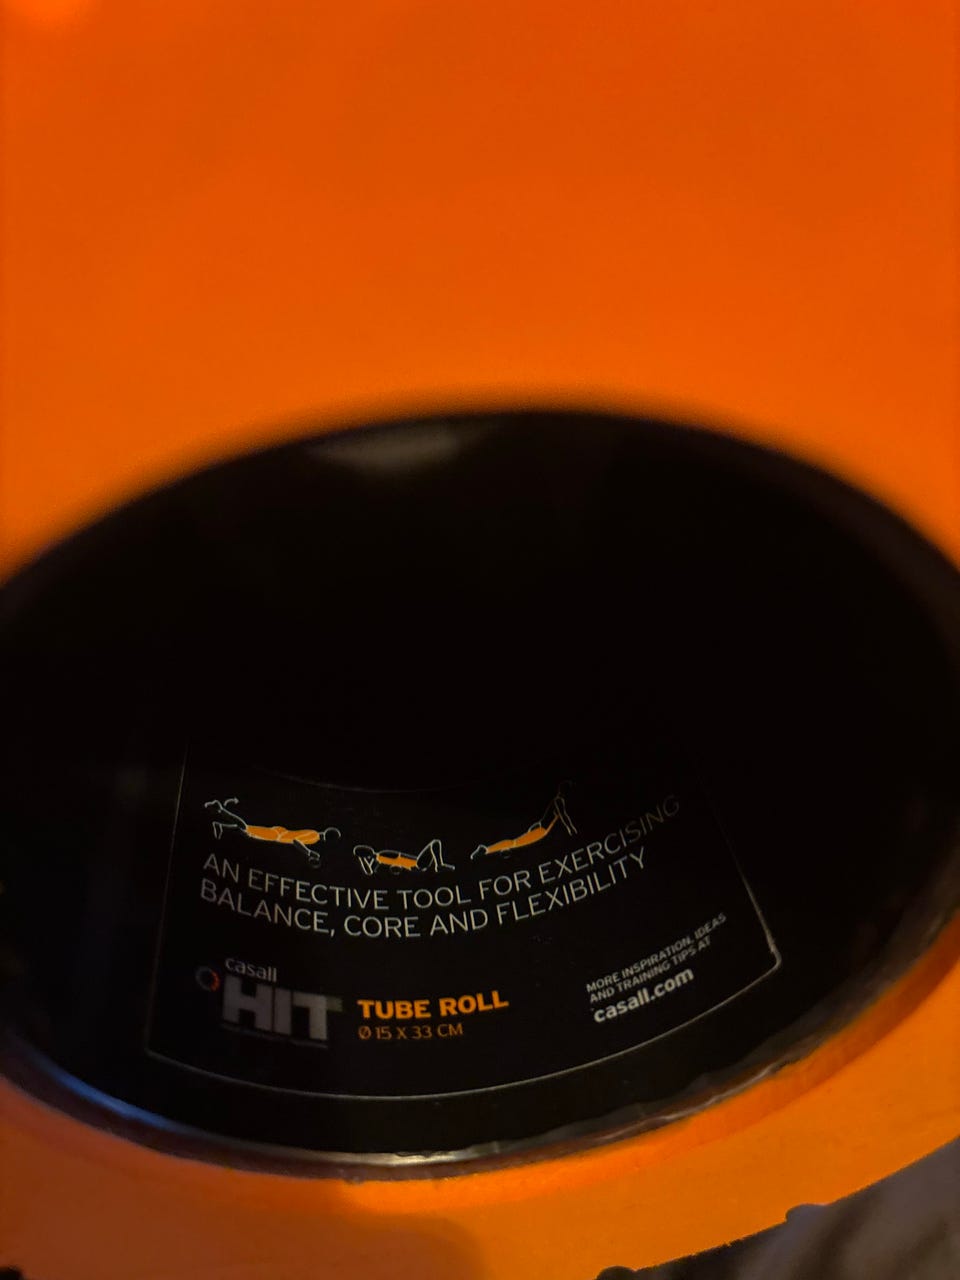 AN EFFECTIVE TOOL FOR EXERCISING
BALANCE, CORE AND FLEXIBILITY
casall
HIT
TUBE ROLL
Ø 15 X 33 CM
MORE INSPIRATION, IDEAS
AND TRAINING TIPS AT
casall.com